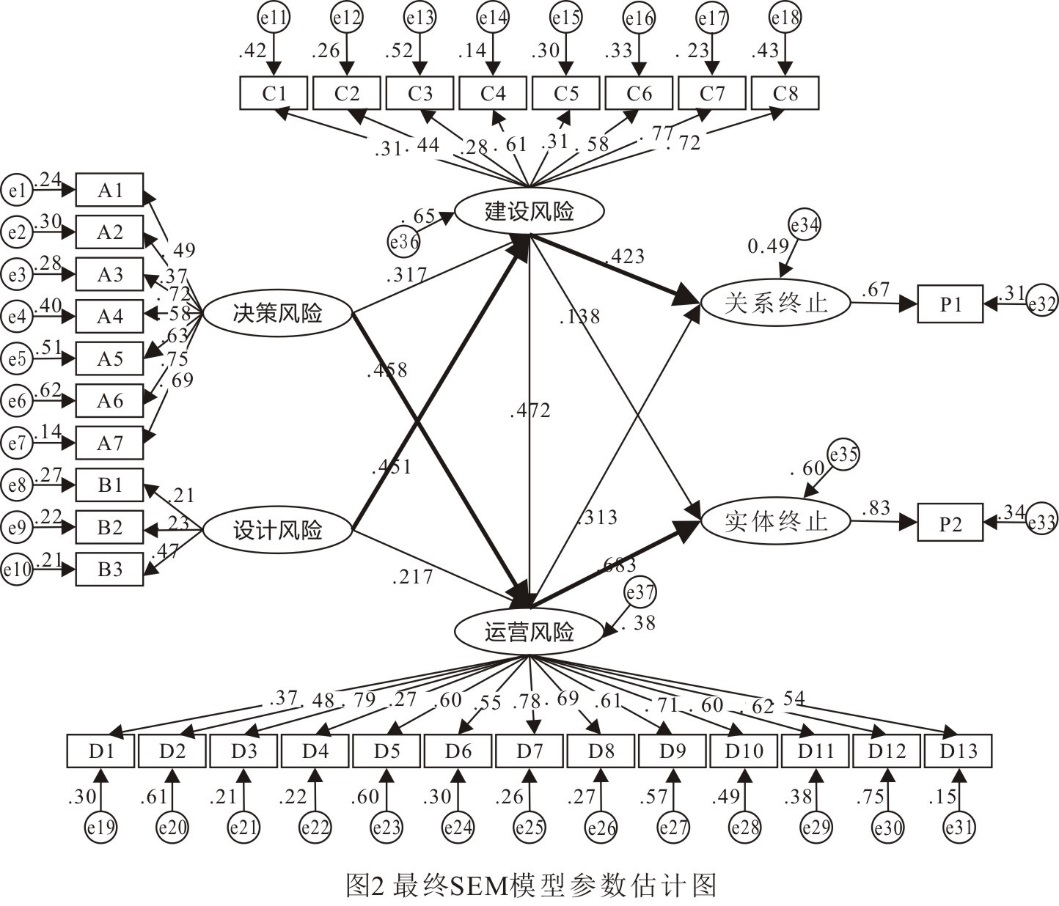 e11 e12 e13 e14 e15 e16 e17 e18
.42 .26 .52 .14 .30 .33 .23 .43
C1 C2 C3 C4 C5 C6 C7 C8
.31 .44 .28 .61 .31 .58 .77 .72
e1 .24 A1
e2 .30 A2
e3 .28 A3
e4 .40 A4
e5 .51 A5
e6 .62 A6
e7 .14 A7
e8 .27 B1
e9 .22 B2
e10 .21 B3
.49
.37
.72
.58
.63
.75
.69
.21
.23
.47
决策风险
设计风险
建设风险
.65
e36
.317
.458
.451
.217
.423
.138
.472
.313
.683
0.49
e34
关系终止 .67 P1 .31 e32
.60
e35
实体终止 .83 P2 .34 e33
e37
.38
运营风险
.37 .48 .79 .27 .60 .55 .78 .69 .61 .71 .60 .62 .54
D1 D2 D3 D4 D5 D6 D7 D8 D9 D10 D11 D12 D13
.30 .61 .21 .22 .60 .30 .26 .27 .57 .49 .38 .75 .15
e19 e20 e21 e22 e23 e24 e25 e26 e27 e28 e29 e30 e31
图2 最终SEM模型参数估计图